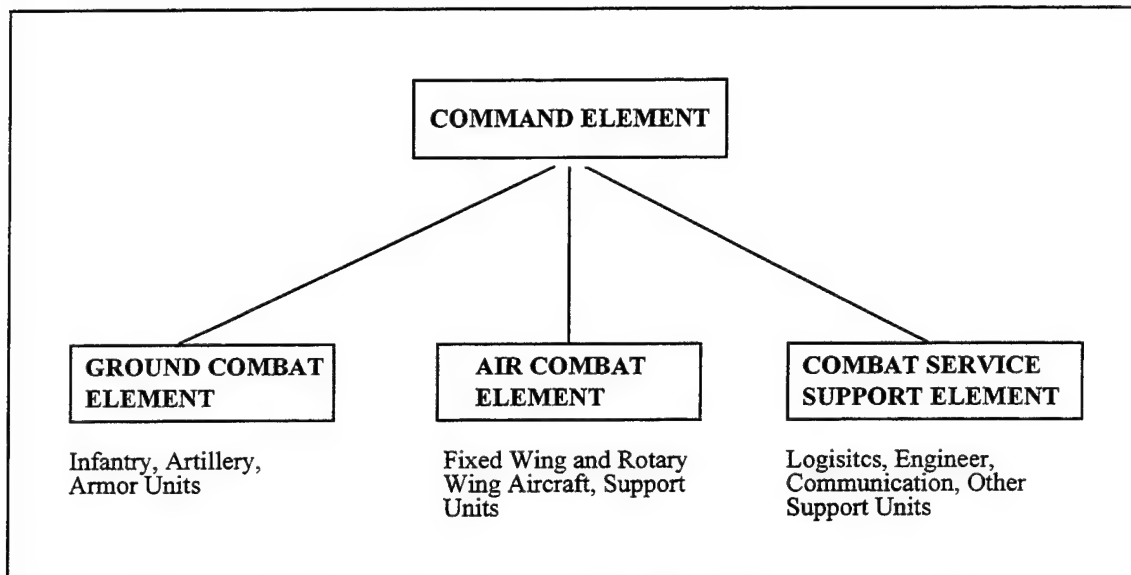 COMMAND ELEMENT
GROUND COMBAT
ELEMENT
Infantry, Artillery,
Armor Units
AIR COMBAT
ELEMENT
Fixed Wing and Rotary
Wing Aircraft, Support
Units
COMBAT SERVICE
SUPPORT ELEMENT
Logisitcs, Engineer,
Communication, Other
Support Units